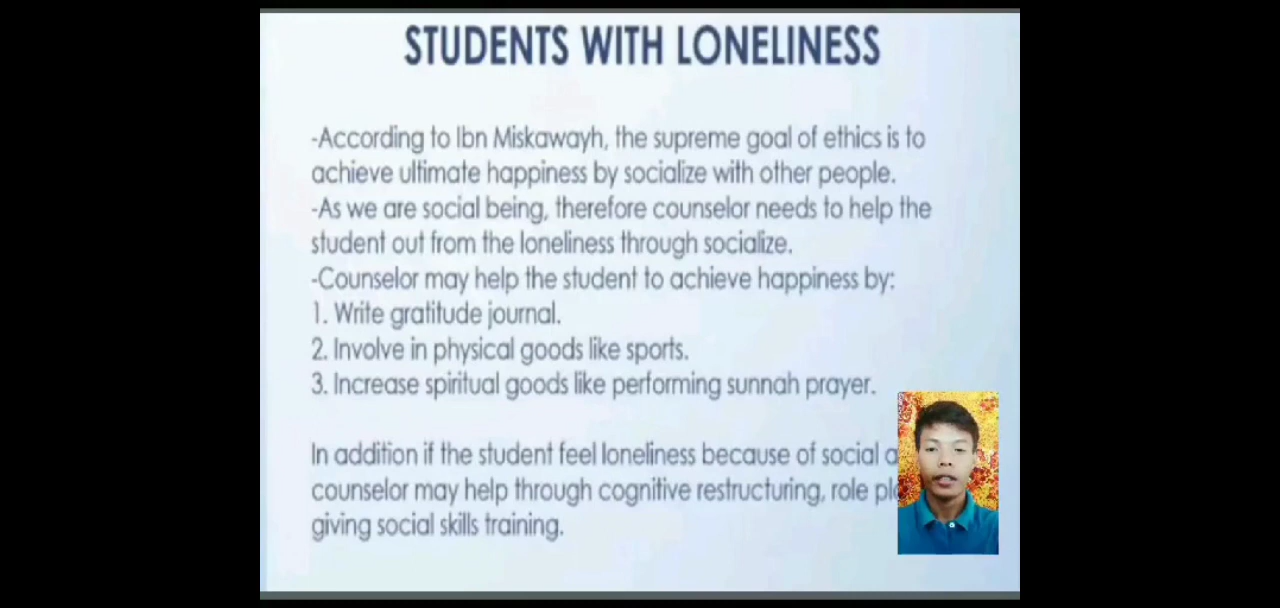 STUDENTS WITH LONELINESS
-According to Ibn Miskawayh, the supreme goal of ethics is to
achieve ultimate happiness by socialize with other people.
-As we are social being, therefore counselor needs to help the
student out from the loneliness through socialize.
-Counselor may help the student to achieve happiness by:
1. Write gratitude journal.
2. Involve in physical goods like sports.
3. Increase spiritual goods like performing sunnah prayer.
In addition if the student feel loneliness because of social
counselor may help through cognitive restructuring, role
giving social skills training.